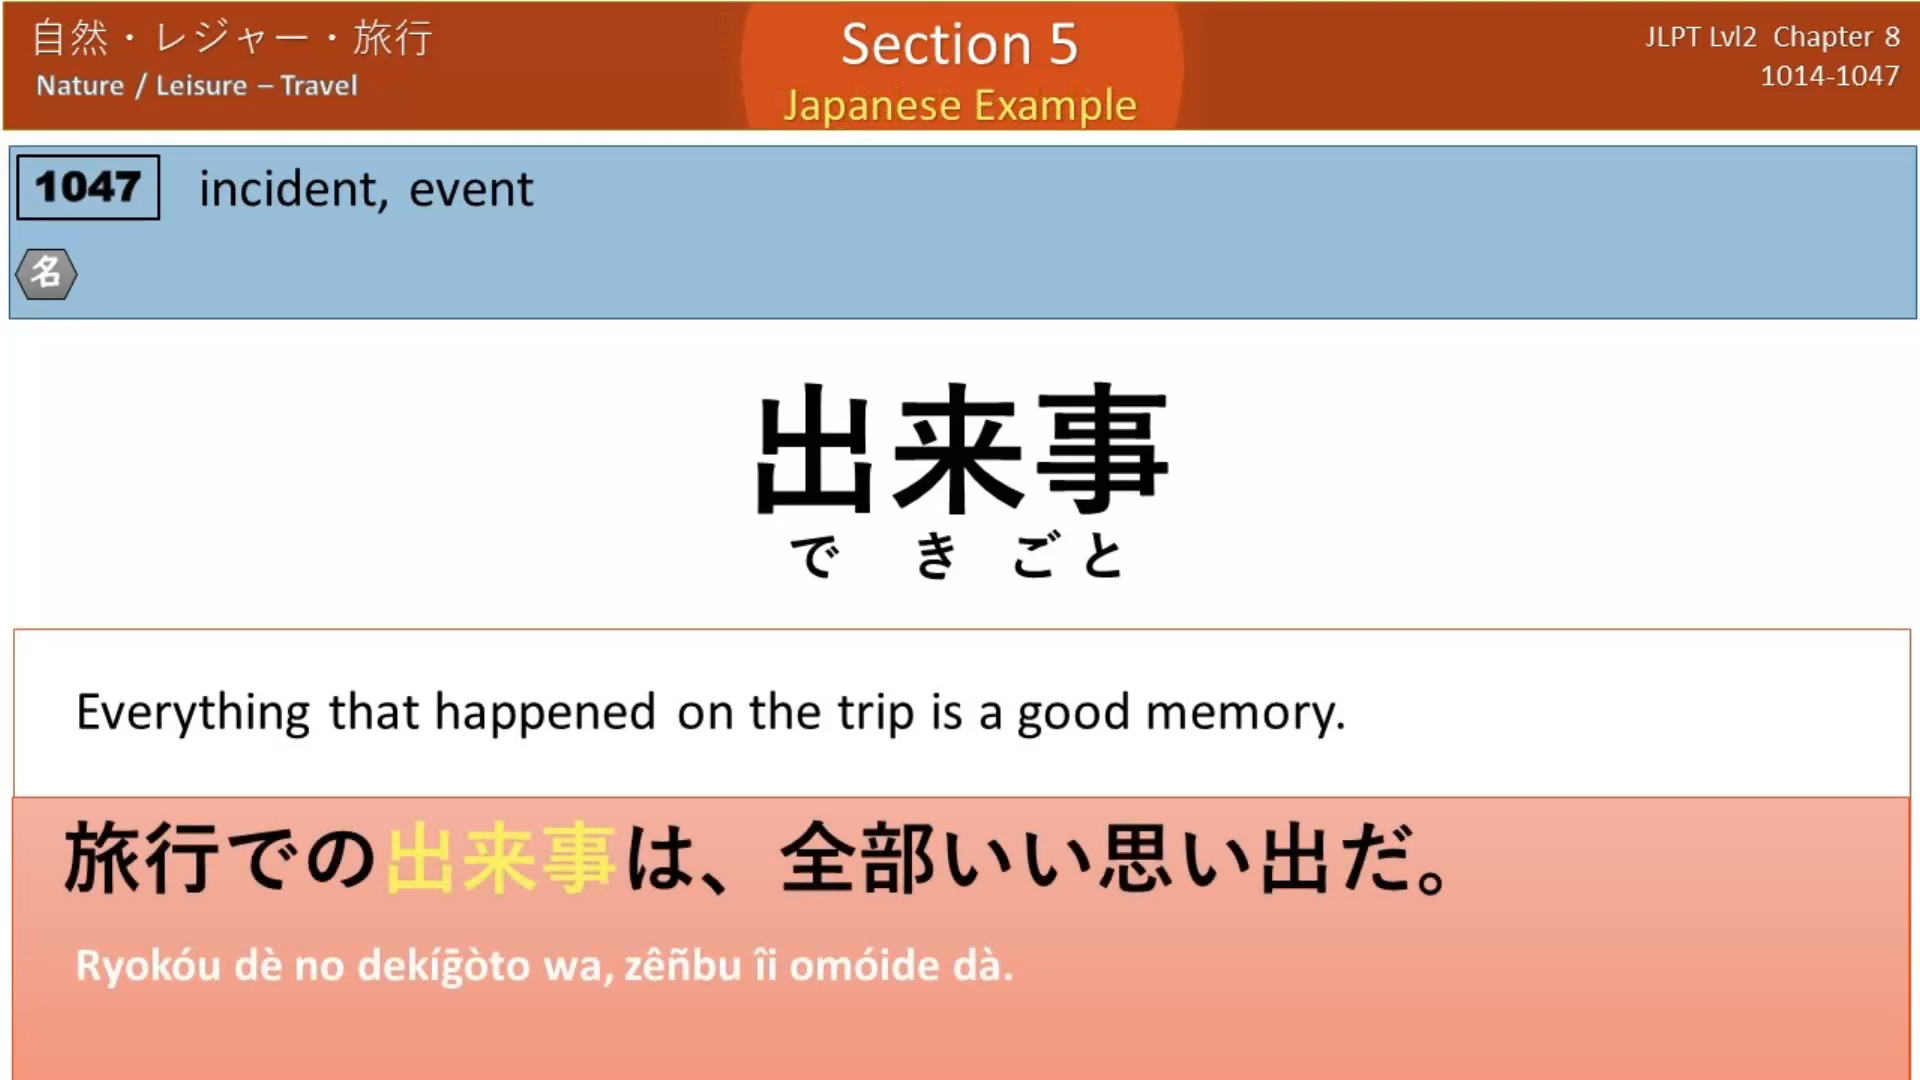 自然・レジャー・旅行
Nature / Leisure – Travel
Section 5
Japanese Example
JLPT Lvl2 Chapter 8
1014-1047
1047 incident, event
名
出来事
で き ごと
Everything that happened on the trip is a good memory.
旅行での出来事は、全部いい思い出だ。
Ryokóu dè no dekíḡòto wa, zêñbu îi omóide dà.